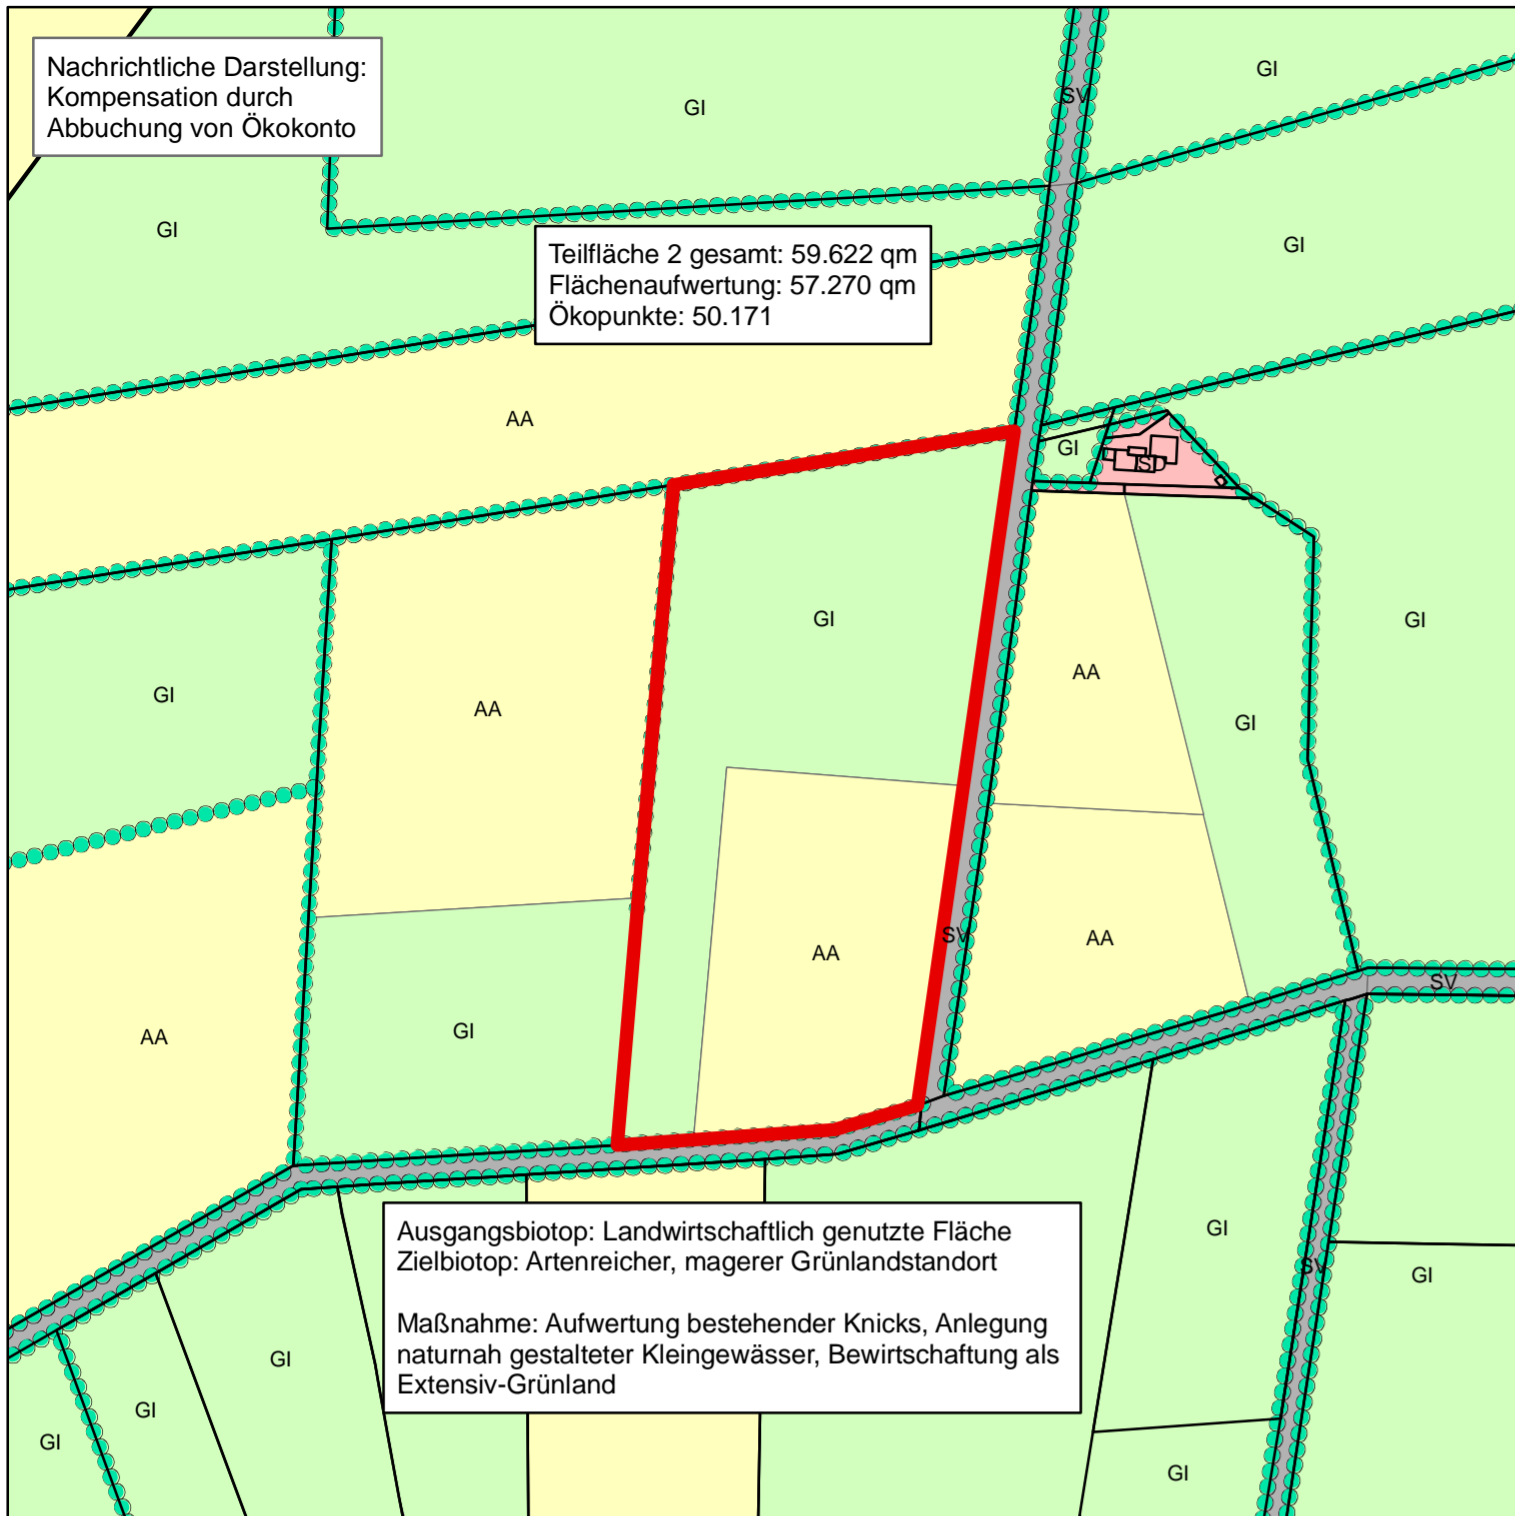 Nachrichtliche Darstellung:
Kompensation durch
Abbuchung von Ökokonto
GI
GI
SV
GI
GI
Teilfläche 2 gesamt: 59.622 qm
Flächenaufwertung: 57.270 qm
Ökopunkte: 50.171
GI
AA
GI
SD
GI
GI
AA
GI
GI
AA
AA
AA
SV
AA
SV
AA
GI
Ausgangsbiotop: Landwirtschaftlich genutzte Fläche
Zielbiotop: Artenreicher, magerer Grünlandstandort
Maßnahme: Aufwertung bestehender Knicks, Anlegung
naturnah gestalteter Kleingewässer, Bewirtschaftung als
Extensiv-Grünland
GI
SV
GI
GI
GI
GI
GI